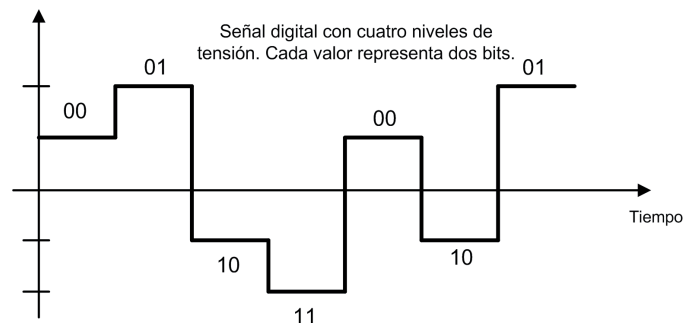 Señal digital con cuatro niveles de
tensión. Cada valor representa dos bits.
01
01
00
00
Tiempo
10
10
11